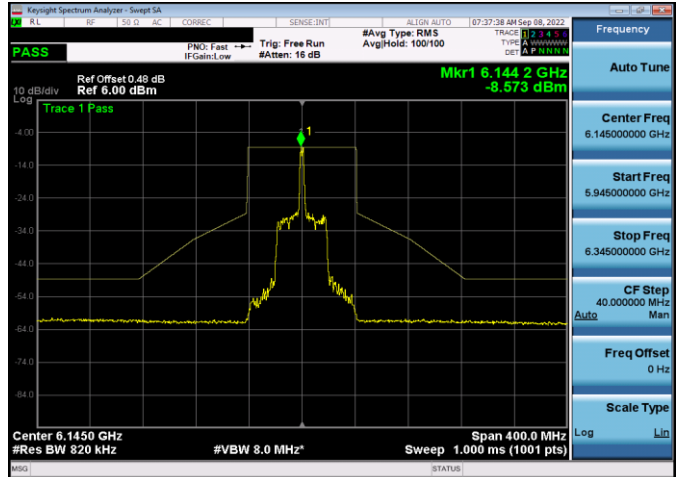 Keysight Spectrum Analyzer - Swept SA
RL RF 50 Ω AC CORREC SENSE:INT ALIGN AUTO 07:37:38 AM Sep 08, 2022
#Avg Type: RMS TRACE 1 2 3 4 5 6
PNO: Fast Trig: Free Run Avg|Hold: 100/100 TYPE A WWWWW
PASS IFGain:Low #Atten: 16 dB DET A P N N N N
Mkr1 6.144 2 GHz
Ref Offset 0.48 dB
10 dB/div Ref 6.00 dBm -8.573 dBm
Log
Trace 1 Pass
1
-4.00
-14.0
-24.0
-34.0
-44.0
-54.0
-64.0
-74.0
-84.0
Center 6.1450 GHz Span 400.0 MHz
#Res BW 820 kHz #VBW 8.0 MHz* Sweep 1.000 ms (1001 pts)
MSG STATUS
Frequency
Auto Tune
Center Freq
6.145000000 GHz
Start Freq
5.945000000 GHz
Stop Freq
6.345000000 GHz
CF Step
40.000000 MHz
Auto Man
Freq Offset
0 Hz
Scale Type
Log Lin